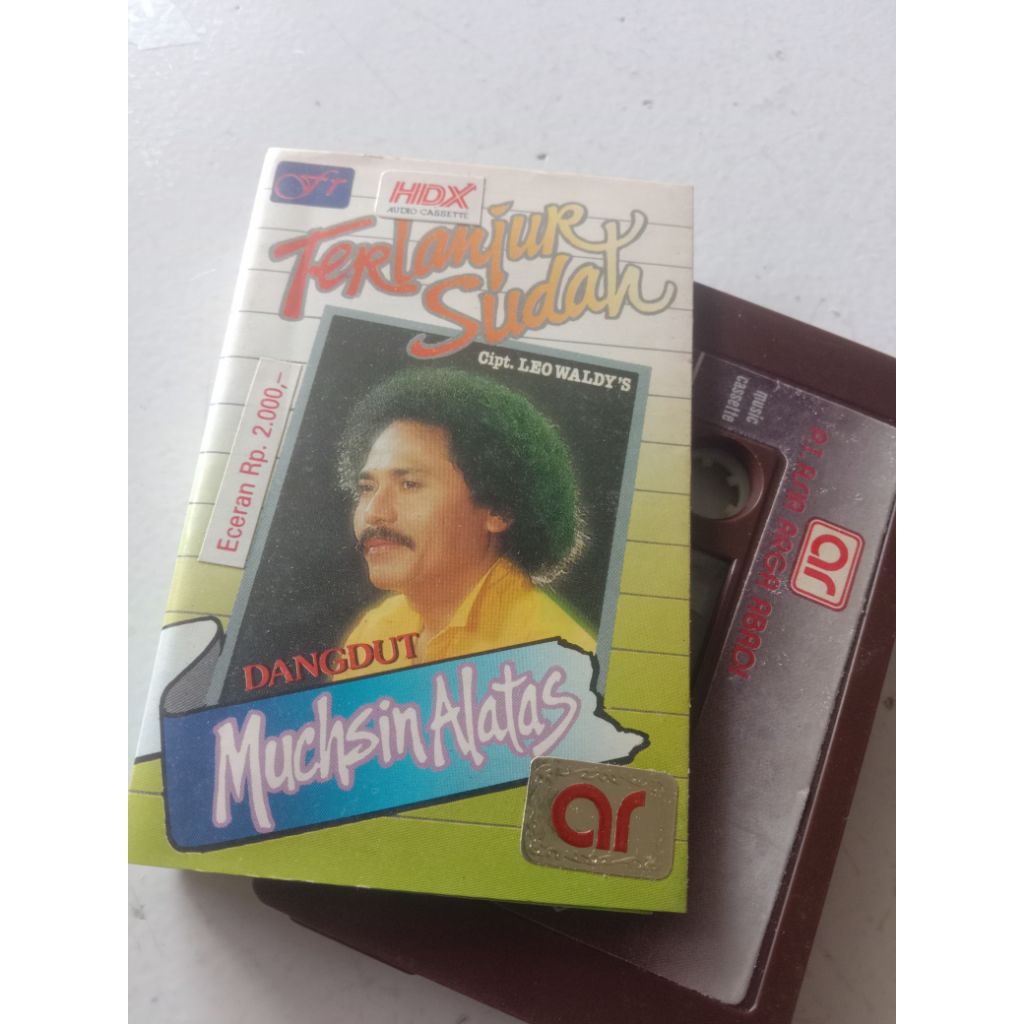 FT
HDX
AUDIO CASSETTE
Terlanjur
Sudah
Cipt. LEO WALDY'S
Eceran Rp. 2.000,-
DANGDUT
Muchsin Alatas
ar
music
cassette
ar